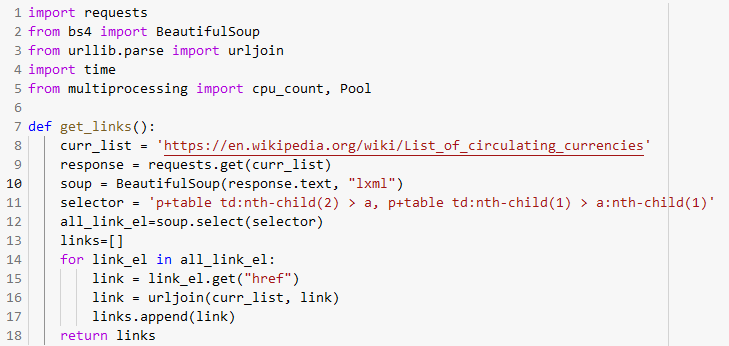 1 import requests
2 from bs4 import BeautifulSoup
3 from urllib.parse import urljoin
4 import time
5 from multiprocessing import cpu_count, Pool
6
7 def get_links():
8     curr_list = 'https://en.wikipedia.org/wiki/List_of_circulating_currencies'
9     response = requests.get(curr_list)
10     soup = BeautifulSoup(response.text, "lxml")
11     selector = 'p+table td:nth-child(2) > a, p+table td:nth-child(1) > a:nth-child(1)'
12     all_link_el=soup.select(selector)
13     links=[]
14     for link_el in all_link_el:
15         link = link_el.get("href")
16         link = urljoin(curr_list, link)
17         links.append(link)
18     return links